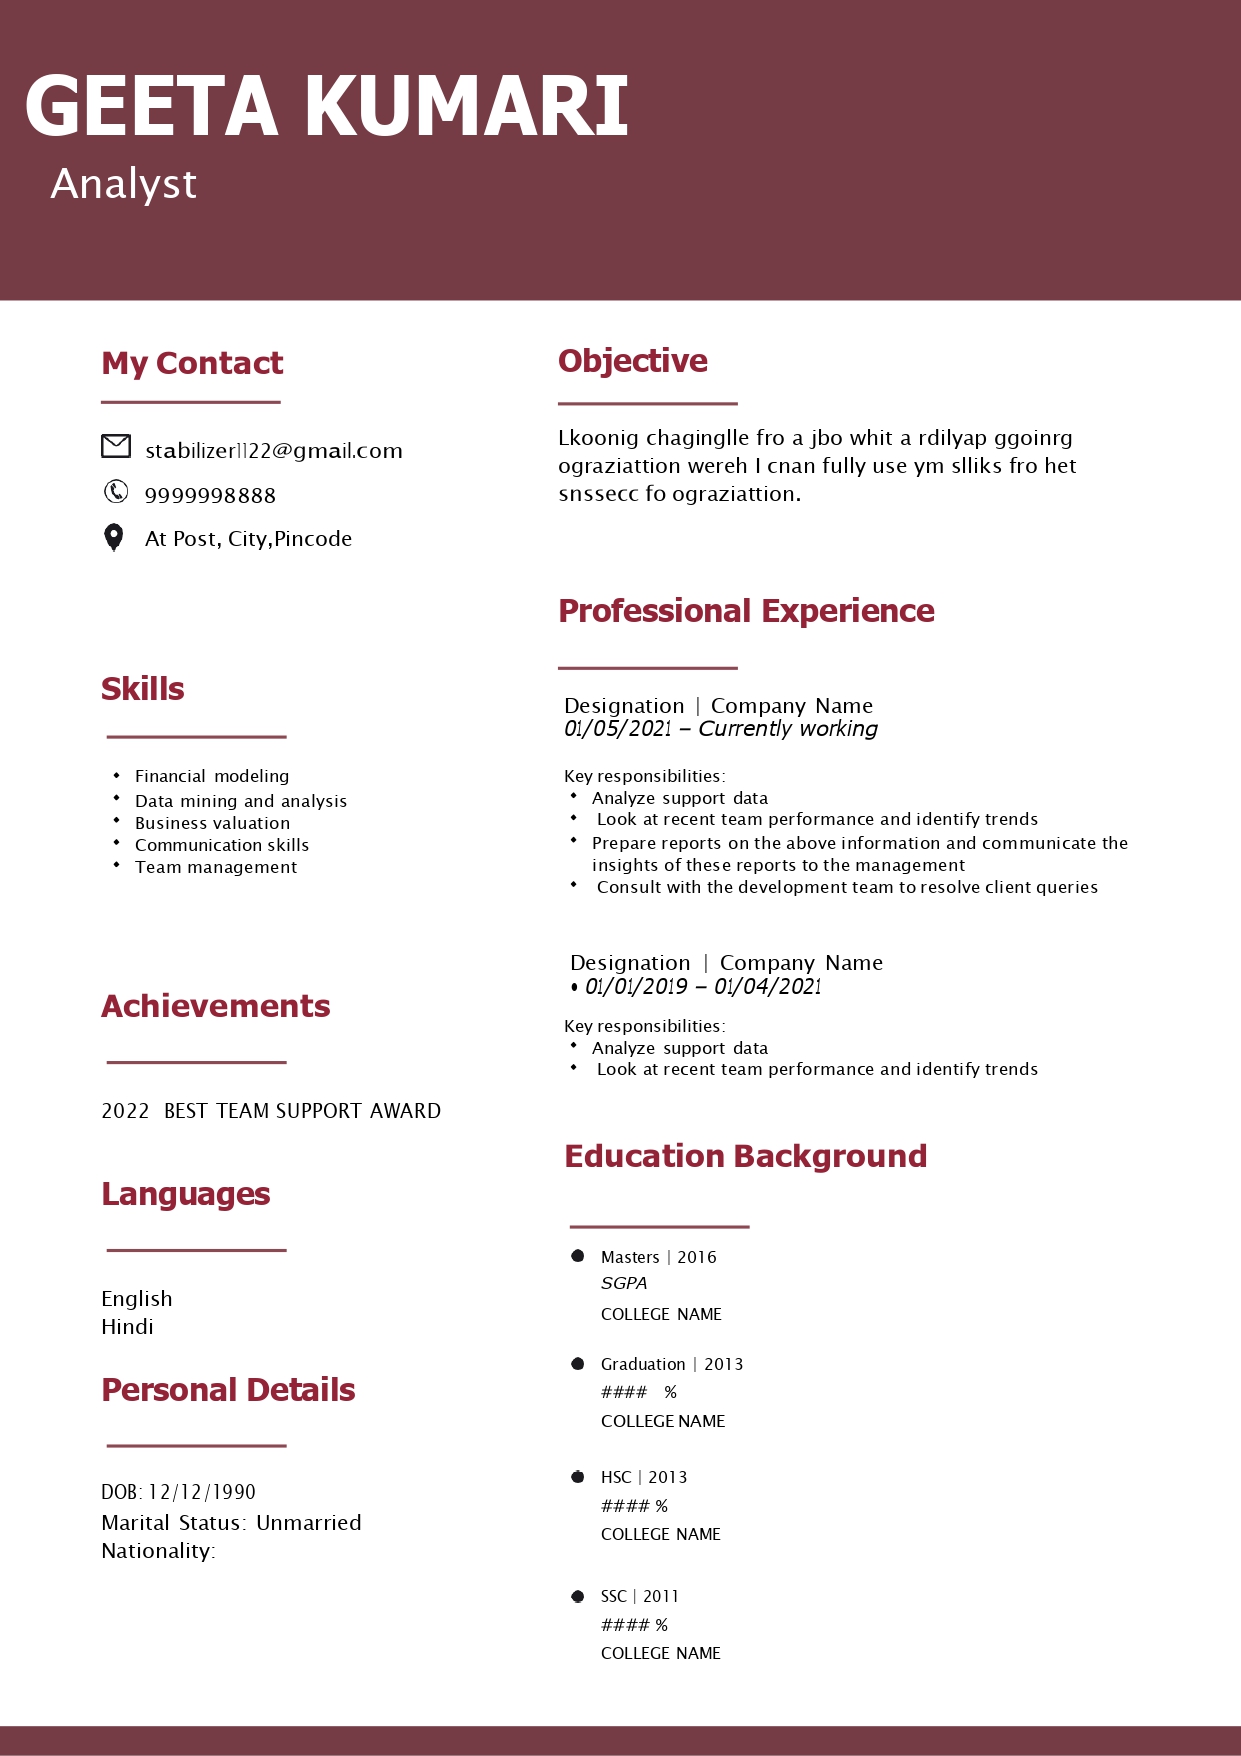 GEETA KUMARI
Analyst
My Contact
stabilizer1122@gmail.com
9999998888
At Post, City,Pincode
Skills
• Financial modeling
• Data mining and analysis
• Business valuation
• Communication skills
• Team management
Achievements
2022 BEST TEAM SUPPORT AWARD
Languages
English
Hindi
Personal Details
DOB: 12/12/1990
Marital Status: Unmarried
Nationality:
Objective
Lkoonig chaginglle fro a jbo whit a rdilyap ggoinrg
ograziattion wereh I cnan fully use ym slliks fro het
snssecc fo ograziattion.
Professional Experience
Designation | Company Name
01/05/2021 – Currently working
Key responsibilities:
• Analyze support data
• Look at recent team performance and identify trends
• Prepare reports on the above information and communicate the
insights of these reports to the management
• Consult with the development team to resolve client queries
Designation | Company Name
• 01/01/2019 – 01/04/2021
Key responsibilities:
• Analyze support data
• Look at recent team performance and identify trends
Education Background
• Masters | 2016
SGPA
COLLEGE NAME
• Graduation | 2013
#### %
COLLEGE NAME
• HSC | 2013
#### %
COLLEGE NAME
• SSC | 2011
#### %
COLLEGE NAME